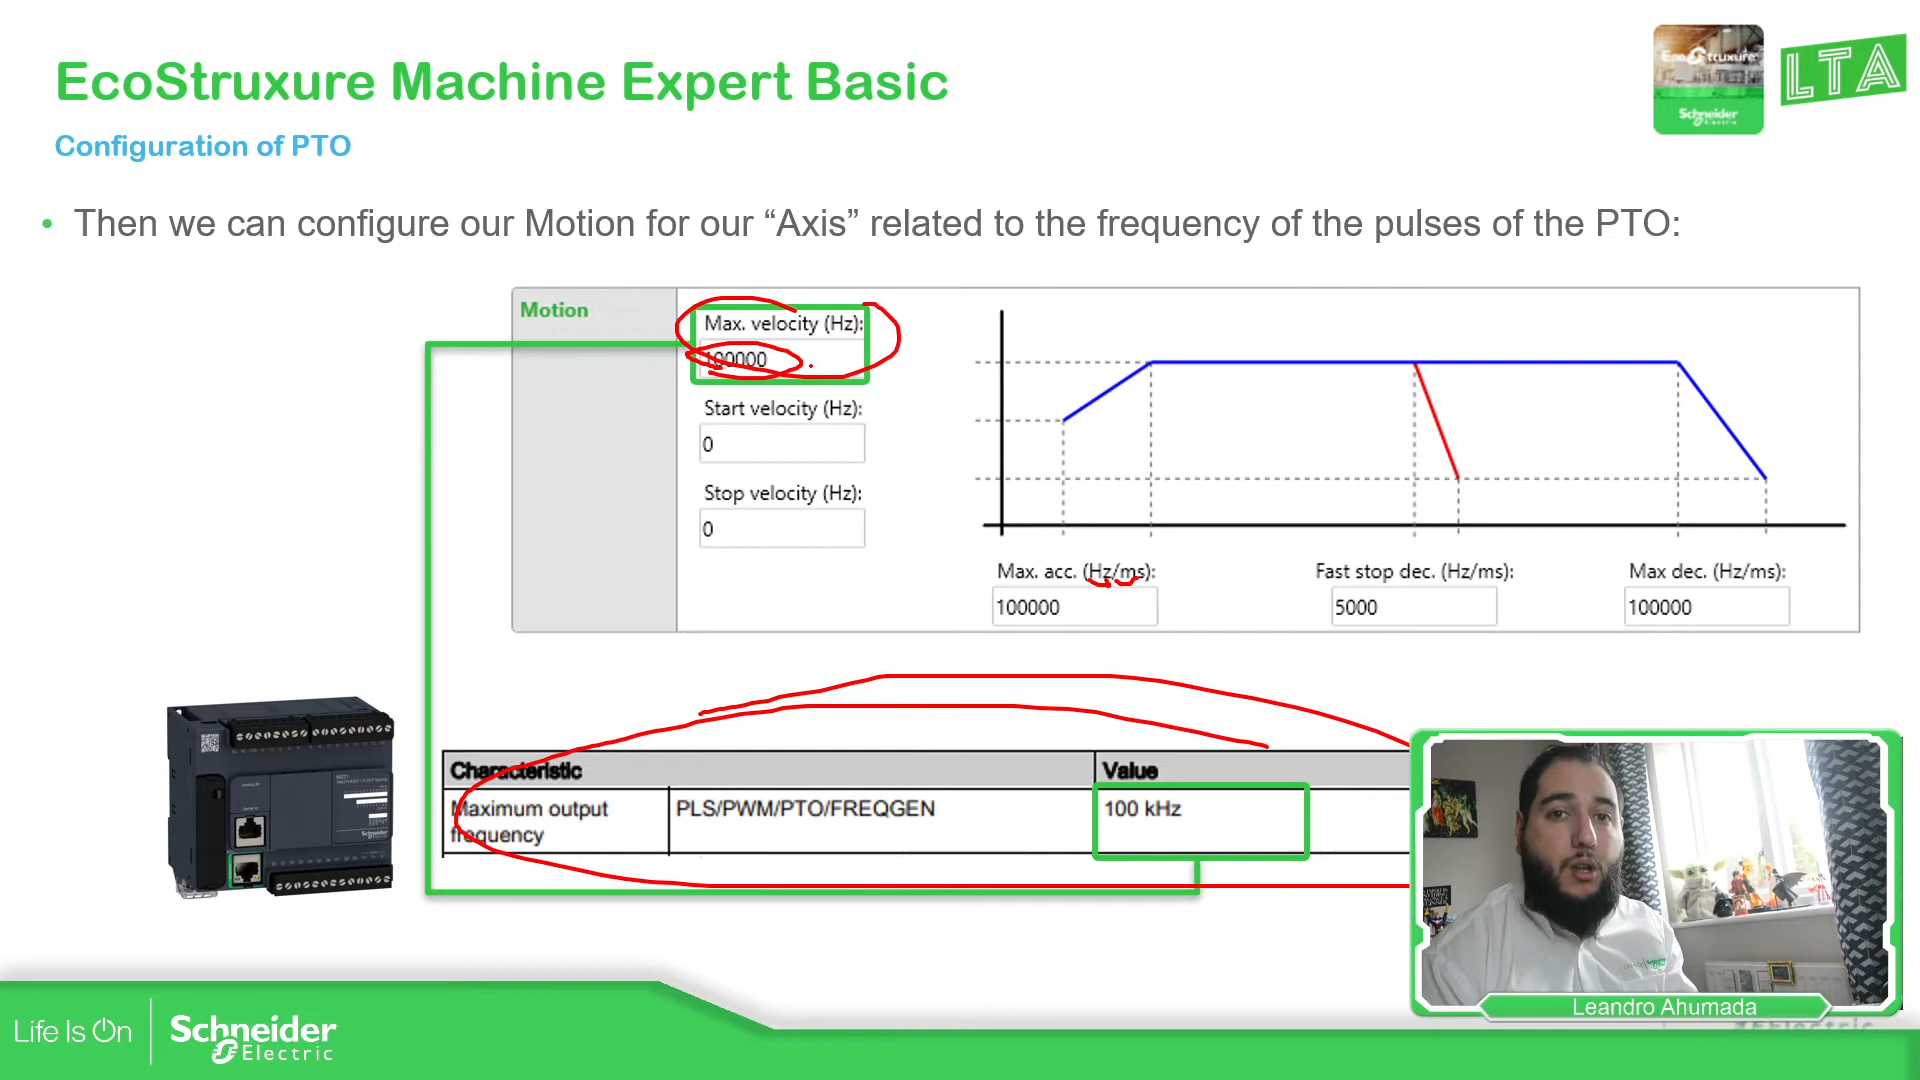 EcoStruxure Machine Expert Basic
EcoStruxure
Schneider
Electric
LTA
Configuration of PTO
• Then we can configure our Motion for our “Axis” related to the frequency of the pulses of the PTO:
Motion
Max. velocity (Hz):
100000
Start velocity (Hz):
0
Stop velocity (Hz):
0
Max. acc. (Hz/ms):
100000
Fast stop dec. (Hz/ms):
5000
Max dec. (Hz/ms):
100000
Characteristic
Value
Maximum output frequency
PLS/PWM/PTO/FREQGEN
100 kHz
Leandro Ahumada
Life Is On
Schneider
Electric